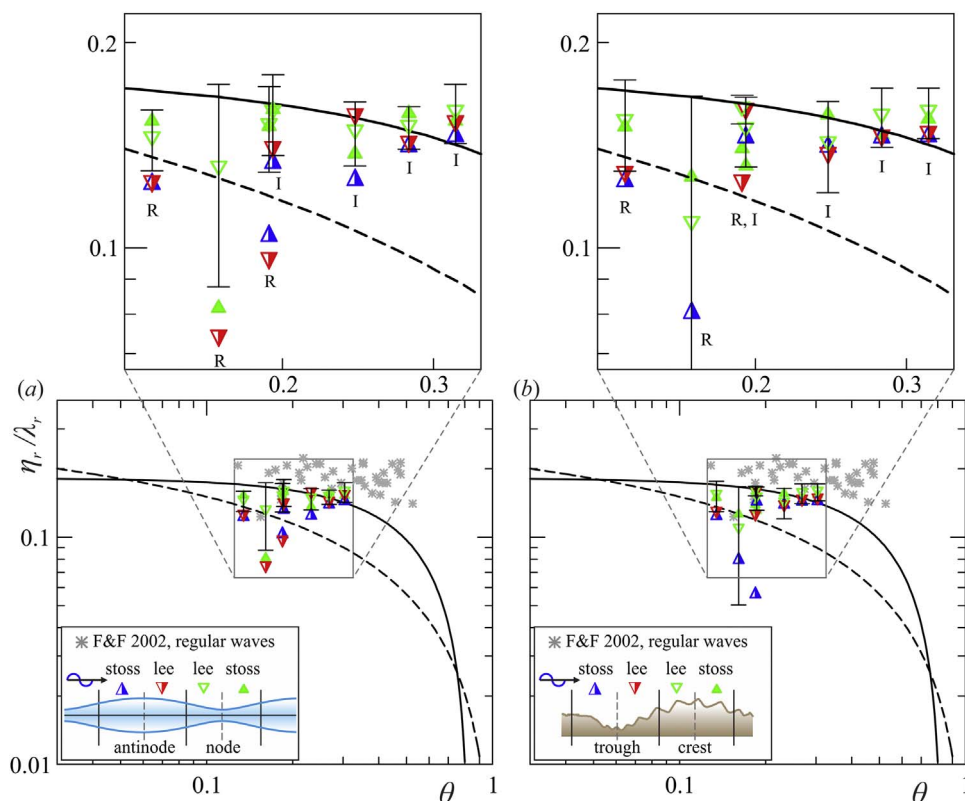 0.2
0.1
R
R
R
I
I
I
I
0.2
0.3
0.2
0.1
R
R
R, I
I
I
I
0.2
0.3
(a)
ηr/λr
0.1
0.01
F&F 2002, regular waves
stoss lee lee stoss
antinode node
0.1
θ
1
(b)
F&F 2002, regular waves
stoss lee lee stoss
trough crest
0.1
θ
1